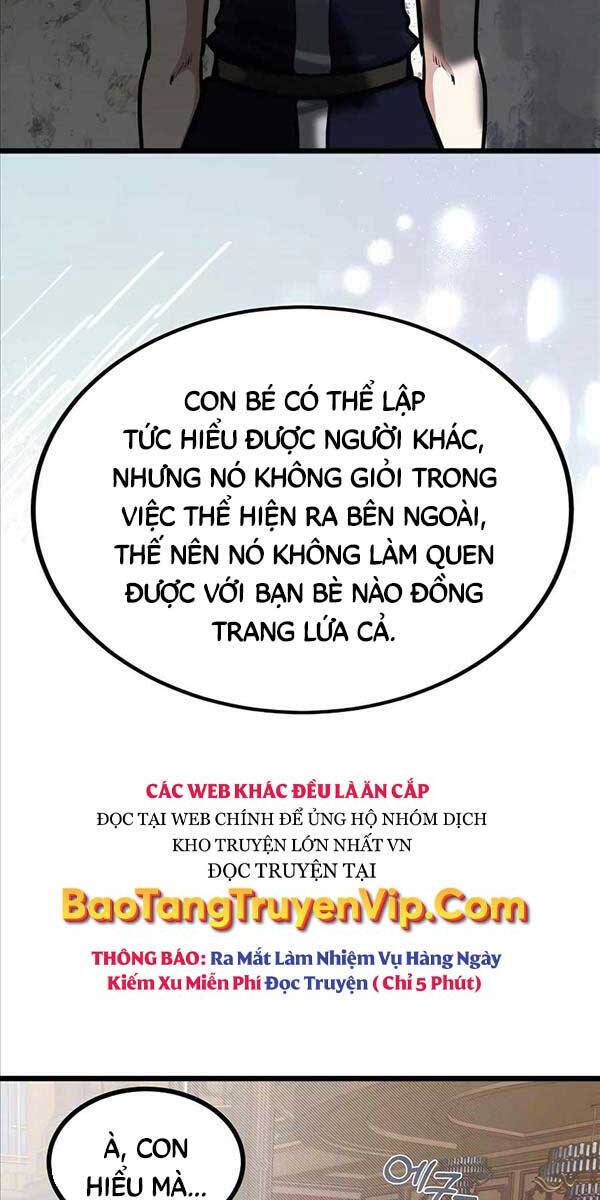 CON BÉ CÓ THỂ LẬP
TỨC HIỂU ĐƯỢC NGƯỜI KHÁC,
NHƯNG NÓ KHÔNG GIỎI TRONG
VIỆC THỂ HIỆN RA BÊN NGOÀI,
THẾ NÊN NÓ KHÔNG LÀM QUEN
ĐƯỢC VỚI BẠN BÈ NÀO ĐỒNG
TRANG LỨA CẢ.
CÁC WEB KHÁC ĐỀU LÀ ĂN CẮP
ĐỌC TẠI WEB CHÍNH ĐỂ ỦNG HỘ NHÓM DỊCH
KHO TRUYỆN LỚN NHẤT VN
ĐỌC TRUYỆN TẠI
BaoTangTruyenVip.Com
THÔNG BÁO: Ra Mắt Làm Nhiệm Vụ Hàng Ngày
Kiếm Xu Miễn Phí Đọc Truyện ( Chỉ 5 Phút)
À, CON
HIỂU MÀ...
에구